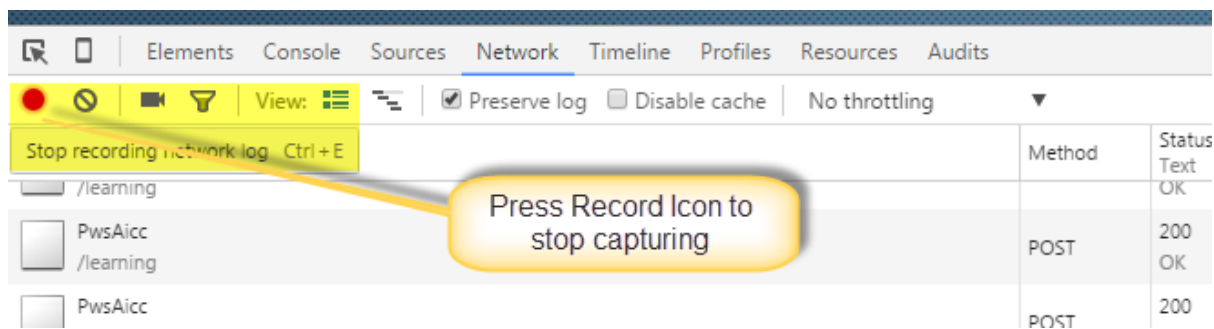 Elements Console Sources Network Timeline Profiles Resources Audits
View: Preserve log Disable cache No throttling
Stop recording network log Ctrl + E
Method
Status
Text
/learning
OK
Press Record Icon to
stop capturing
PwsAicc
/learning
POST
200
OK
PwsAicc
POST
200